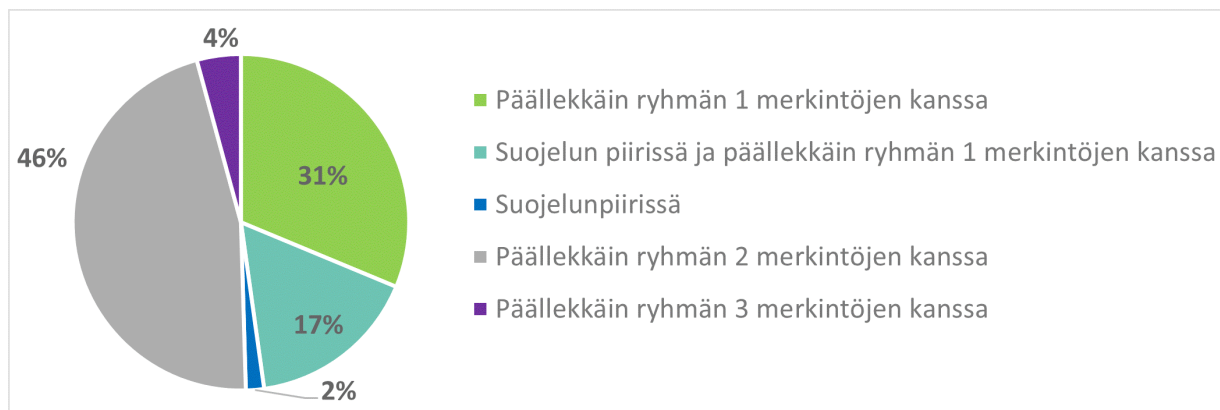 4%
46%
31%
17%
2%
Päällekkäin ryhmän 1 merkintöjen kanssa
Suojelun piirissä ja päällekkäin ryhmän 1 merkintöjen kanssa
Suojelunpiirissä
Päällekkäin ryhmän 2 merkintöjen kanssa
Päällekkäin ryhmän 3 merkintöjen kanssa